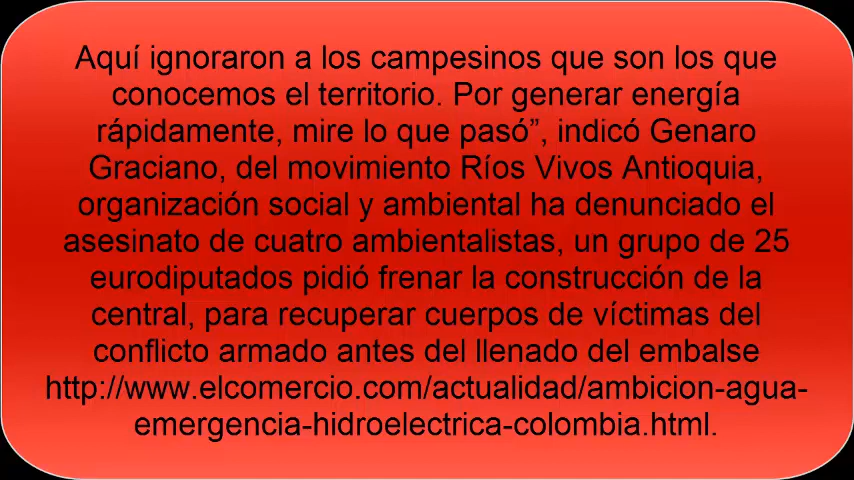 Aquí ignoraron a los campesinos que son los que
conocemos el territorio. Por generar energía
rápidamente, mire lo que pasó”, indicó Genaro
Graciano, del movimiento Ríos Vivos Antioquia,
organización social y ambiental ha denunciado el
asesinato de cuatro ambientalistas, un grupo de 25
eurodiputados pidió frenar la construcción de la
central, para recuperar cuerpos de víctimas del
conflicto armado antes del llenado del embalse
http://www.elcomercio.com/actualidad/ambicion-agua-
emergencia-hidroelectrica-colombia.html.